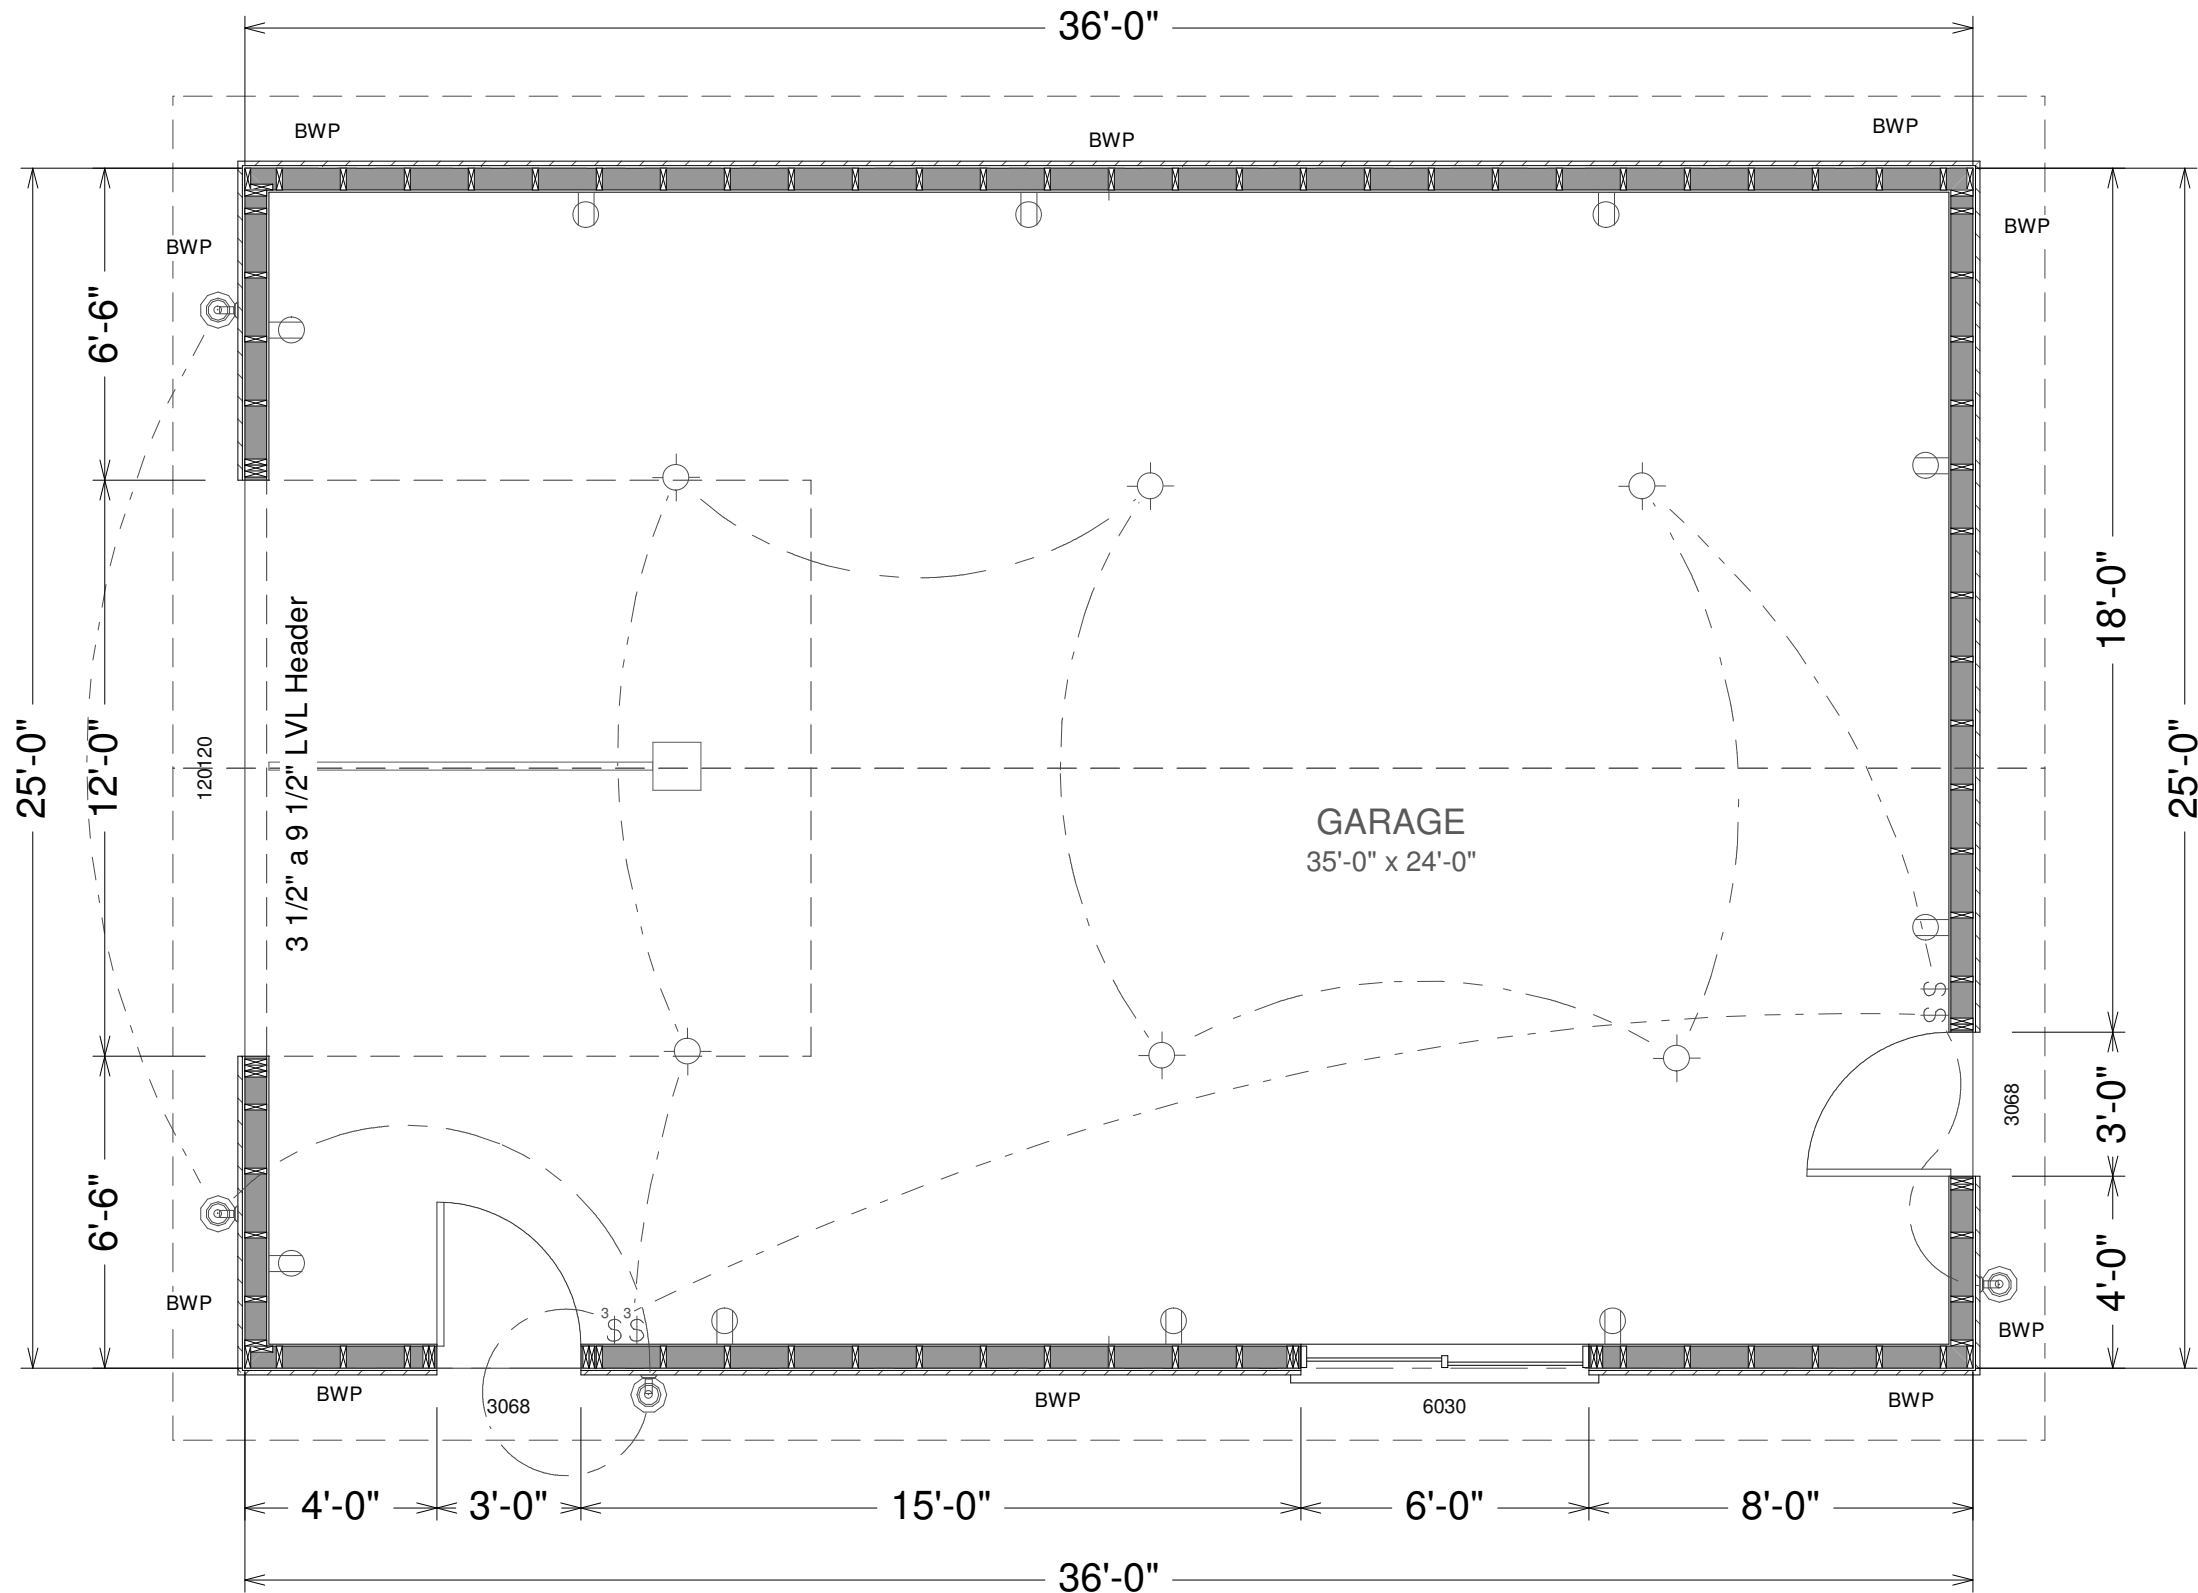 36'-0"
BWP
BWP
BWP
BWP
BWP
6'-6"
25'-0"
12'-0"
120120
3 1/2" a 9 1/2" LVL Header
GARAGE
35'-0" x 24'-0"
18'-0"
25'-0"
S S
3068
3'-0"
6'-6"
4'-0"
BWP
3 3
S S
BWP
BWP
3068
BWP
6030
BWP
4'-0"
3'-0"
15'-0"
6'-0"
8'-0"
36'-0"